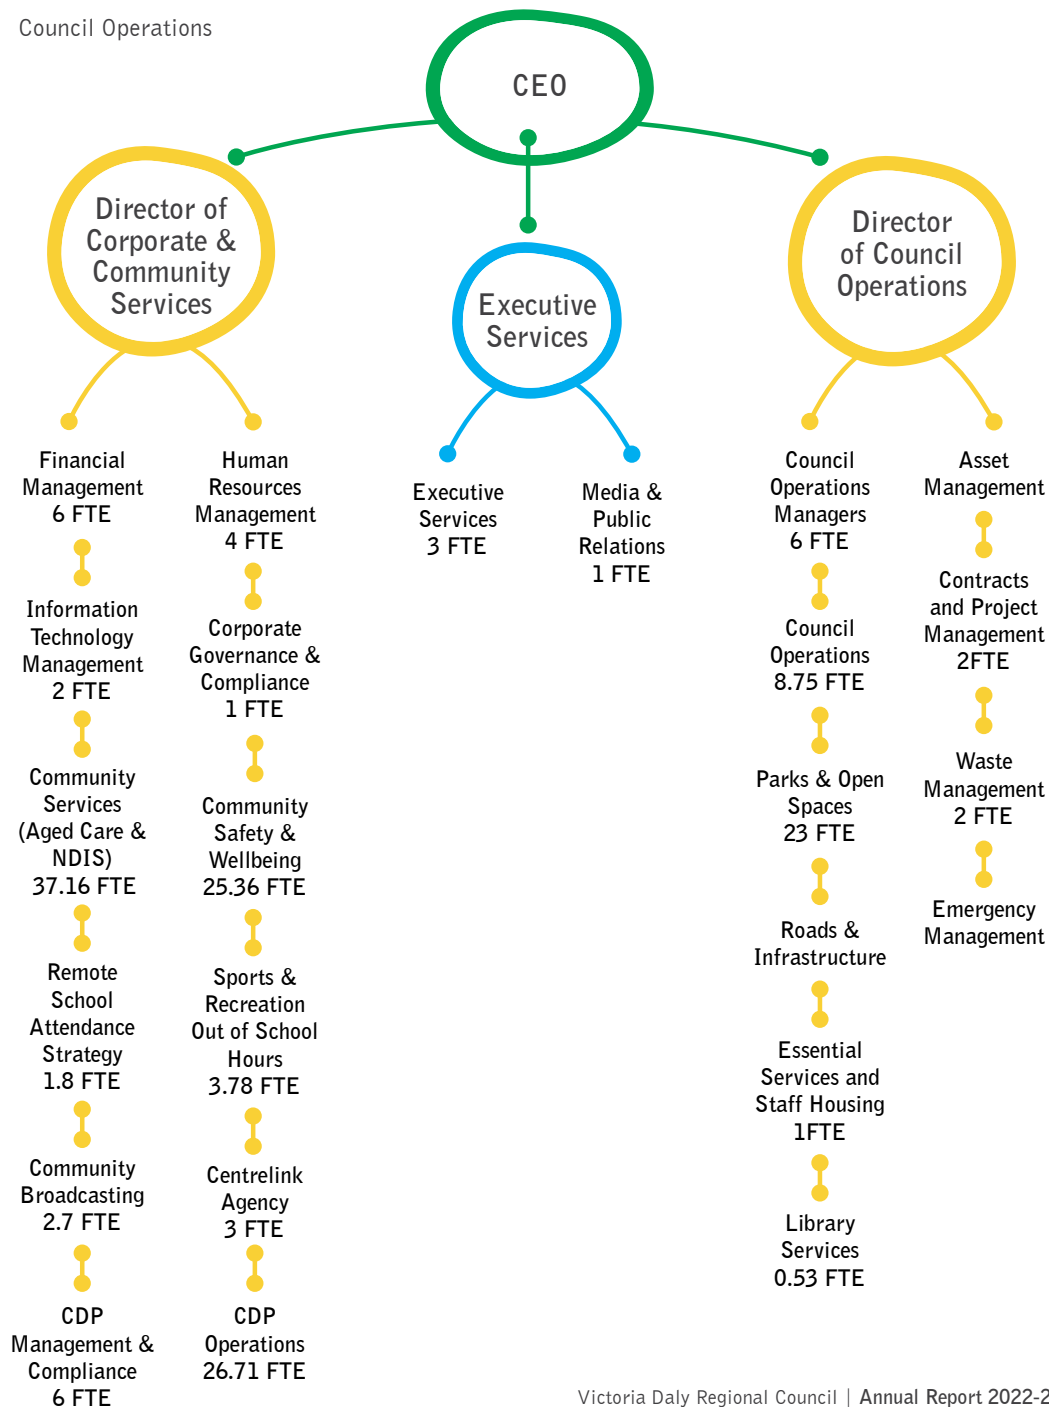 Council Operations
CEO
Director of
Corporate &
Community
Services
Executive
Services
Director
of Council
Operations
Financial
Management
6 FTE
Information
Technology
Management
2 FTE
Community
Services
(Aged Care &
NDIS)
37.16 FTE
Remote
School
Attendance
Strategy
1.8 FTE
Community
Broadcasting
2.7 FTE
CDP
Management &
Compliance
6 FTE
Human
Resources
Management
4 FTE
Corporate
Governance &
Compliance
1 FTE
Community
Safety &
Wellbeing
25.36 FTE
Sports &
Recreation
Out of School
Hours
3.78 FTE
Centrelink
Agency
3 FTE
CDP
Operations
26.71 FTE
Executive
Services
3 FTE
Media &
Public
Relations
1 FTE
Council
Operations
Managers
6 FTE
Council
Operations
8.75 FTE
Parks & Open
Spaces
23 FTE
Roads &
Infrastructure
Essential
Services and
Staff Housing
1FTE
Library
Services
0.53 FTE
Asset
Management
Contracts
and Project
Management
2FTE
Waste
Management
2 FTE
Emergency
Management
Victoria Daly Regional Council | Annual Report 2022-2